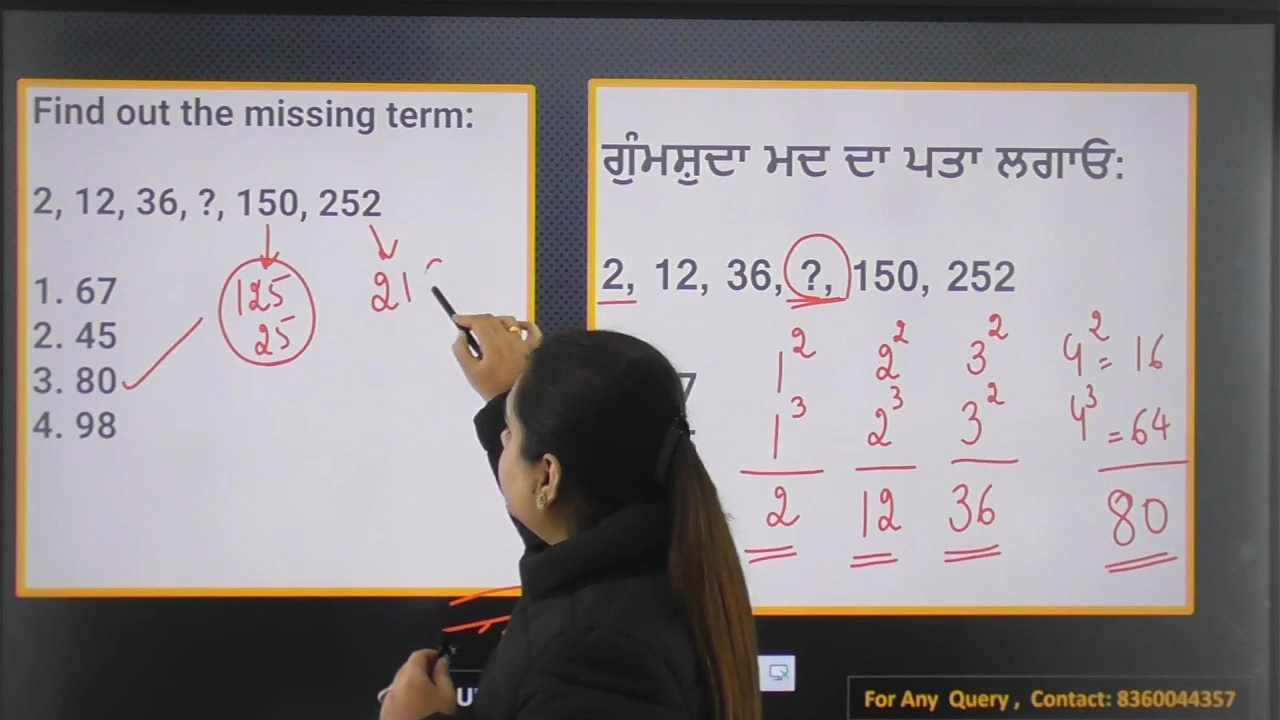 Find out the missing term:
2, 12, 36, ?, 150, 252
1. 67
2. 45
3. 80
4. 98
125
25
21
ਗੁੰਮਸ਼ੁਦਾ ਮਦ ਦਾ ਪਤਾ ਲਗਾਓ:
2, 12, 36, ?, 150, 252
7
1² 2² 3² 4² = 16
1³ 2³ 3² 4³ = 64
2 12 36 80
For Any Query , Contact: 8360044357